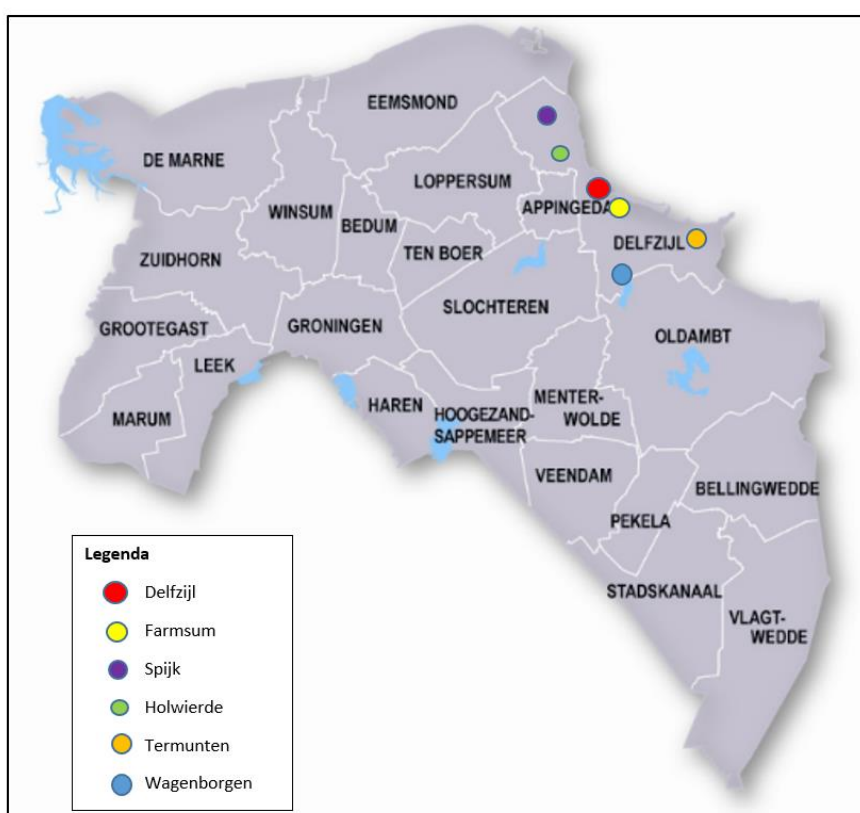 EEMSMOND
DE MARNE
LOPPERSUM
WINSUM
APPINGEDA
BEDUM
DELFZIJL
TEN BOER
ZUIDHORN
SLOCHTEREN
GRONINGEN
GROOTEGAST
OLDAMBT
LEEK
HAREN
MENTER-
WOLDE
HOOGEZAND-
SAPPEMEER
MARUM
VEENDAM
BELLINGWEDDE
PEKELA
STADSKANAAL
VLAGT-
WEDDE
Legenda
Delfzijl
Farmsum
Spijk
Holwierde
Termunten
Wagenborgen